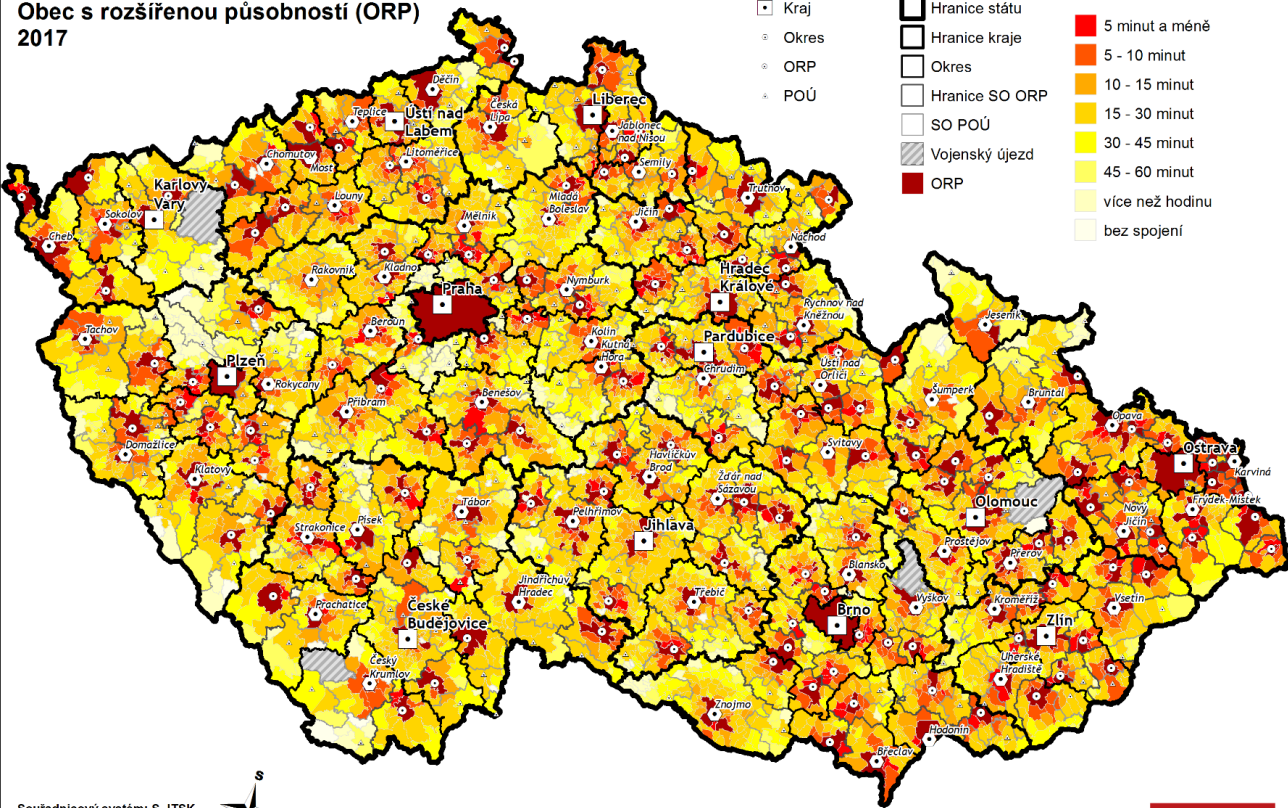 Obec s rozšířenou působností (ORP)
2017
Kraj
Okres
ORP
POÚ
Hranice státu
Hranice kraje
Okres
Hranice SO ORP
SO POÚ
Vojenský újezd
ORP
5 minut a méně
5 - 10 minut
10 - 15 minut
15 - 30 minut
30 - 45 minut
45 - 60 minut
více než hodinu
bez spojení
Děčín
Teplice
Ústí nad
Labem
Česká
Lípa
Liberec
Jablonec
nad Nisou
Chomutov
Most
Litoměřice
Semily
Karlovy
Vary
Sokolov
Cheb
Louny
Mělník
Mladá
Boleslav
Jičín
Trutnov
Náchod
Rakovník
Kladno
Praha
Nymburk
Hradec
Králové
Rychnov nad
Kněžnou
Jeseník
Tachov
Beroun
Kolín
Kutná
Hora
Pardubice
Chrudim
Ústí nad
Orlicí
Plzeň
Rokycany
Příbram
Benešov
Šumperk
Bruntál
Opava
Domažlice
Klatovy
Havlíčkův
Brod
Svitavy
Ostrava
Karviná
Žďár nad
Sázavou
Olomouc
Nový
Jičín
Frýdek-Místek
Tábor
Strakonice
Písek
Pelhřimov
Jihlava
Prostějov
Přerov
Blansko
Prachatice
České
Budějovice
Jindřichův
Hradec
Třebíč
Brno
Vyškov
Kroměříž
Vsetín
Zlín
Český
Krumlov
Uherské
Hradiště
Znojmo
Hodonín
Břeclav
S
Souřadnicový systém: S-JTSK